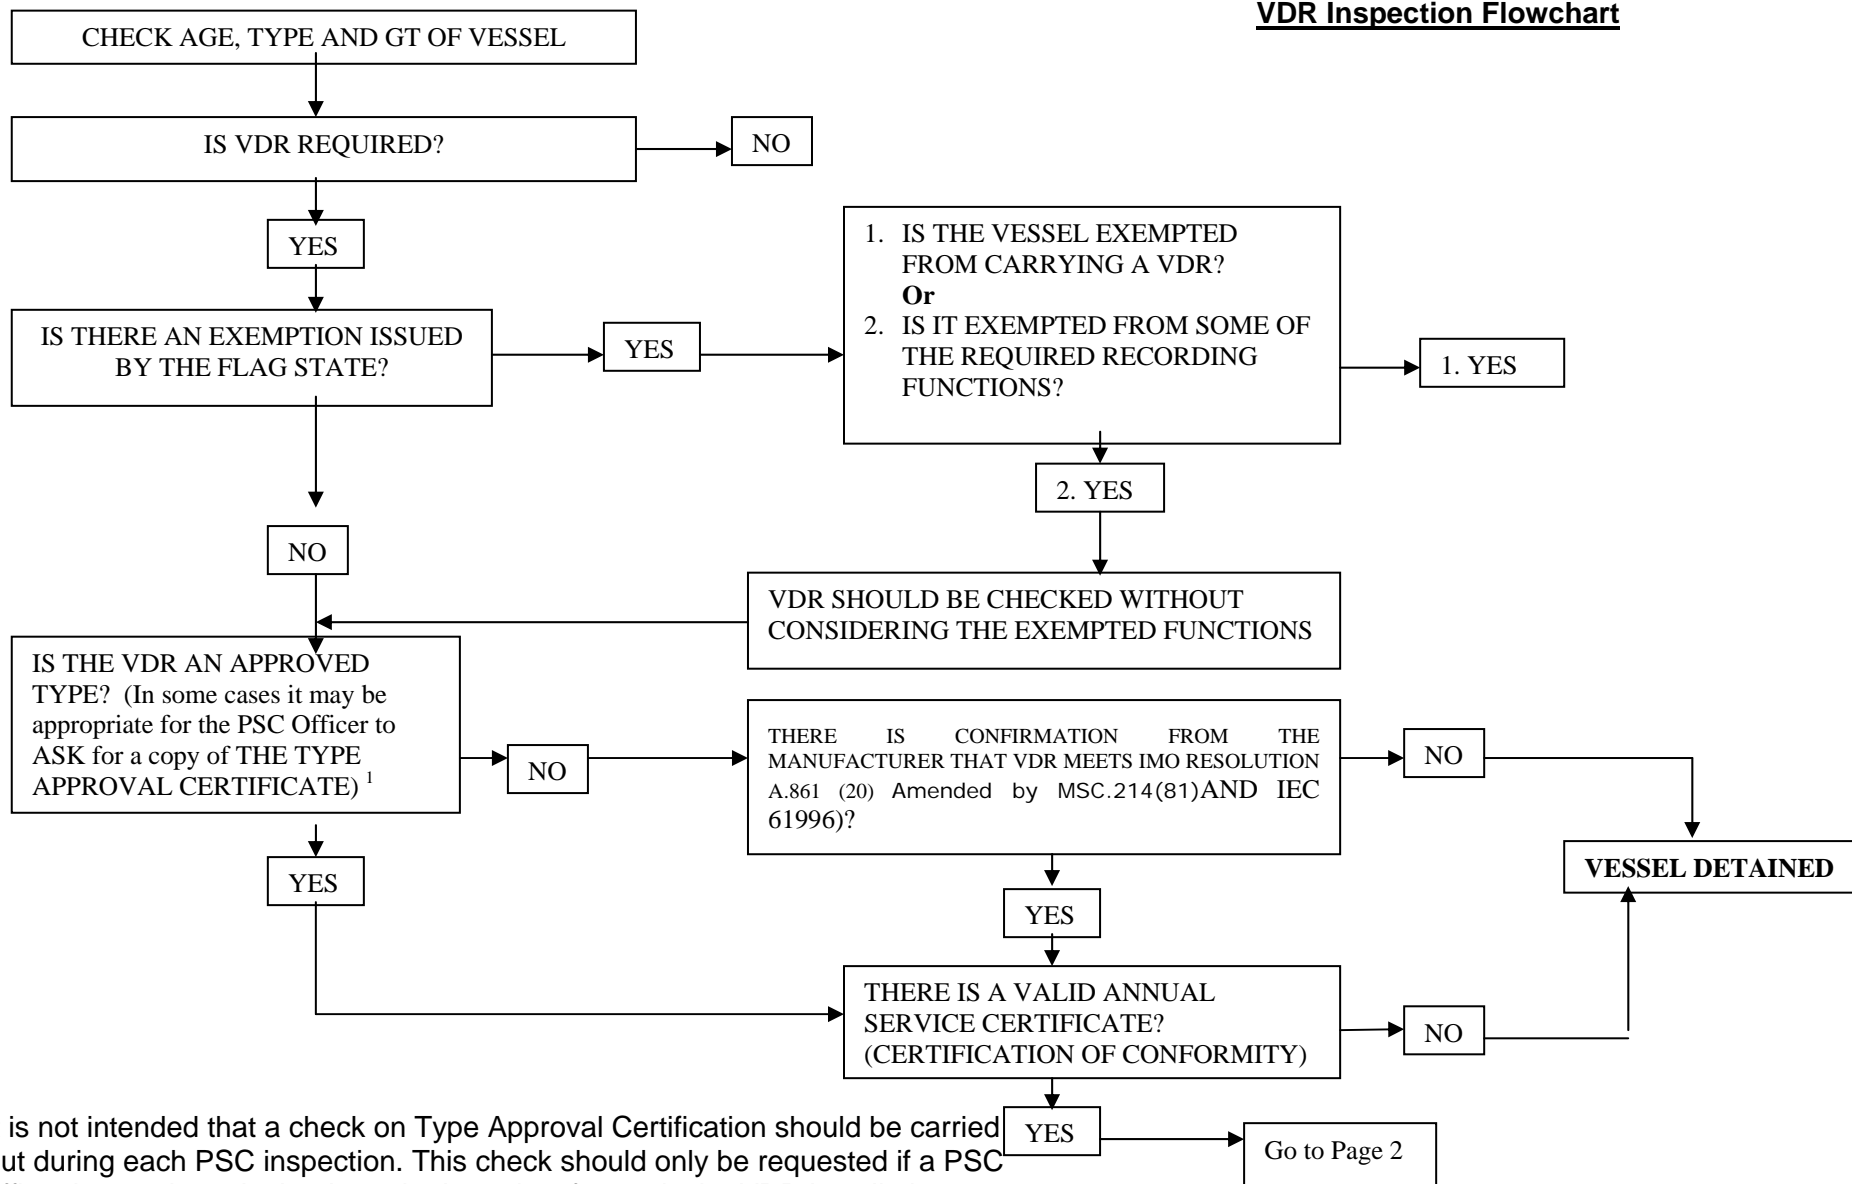 VDR Inspection Flowchart
CHECK AGE, TYPE AND GT OF VESSEL
IS VDR REQUIRED?
NO
YES
IS THERE AN EXEMPTION ISSUED
BY THE FLAG STATE?
YES
1. IS THE VESSEL EXEMPTED
FROM CARRYING A VDR?
Or
2. IS IT EXEMPTED FROM SOME OF
THE REQUIRED RECORDING
FUNCTIONS?
1. YES
2. YES
NO
VDR SHOULD BE CHECKED WITHOUT
CONSIDERING THE EXEMPTED FUNCTIONS
IS THE VDR AN APPROVED
TYPE? (In some cases it may be
appropriate for the PSC Officer to
ASK for a copy of THE TYPE
APPROVAL CERTIFICATE) 1
NO
THERE IS CONFIRMATION FROM THE
MANUFACTURER THAT VDR MEETS IMO RESOLUTION
A.861 (20) Amended by MSC.214(81)AND IEC
61996)?
NO
VESSEL DETAINED
YES
YES
THERE IS A VALID ANNUAL
SERVICE CERTIFICATE?
(CERTIFICATION OF CONFORMITY)
NO
YES
Go to Page 2
is not intended that a check on Type Approval Certification should be carried
ut during each PSC inspection. This check should only be requested if a PSC